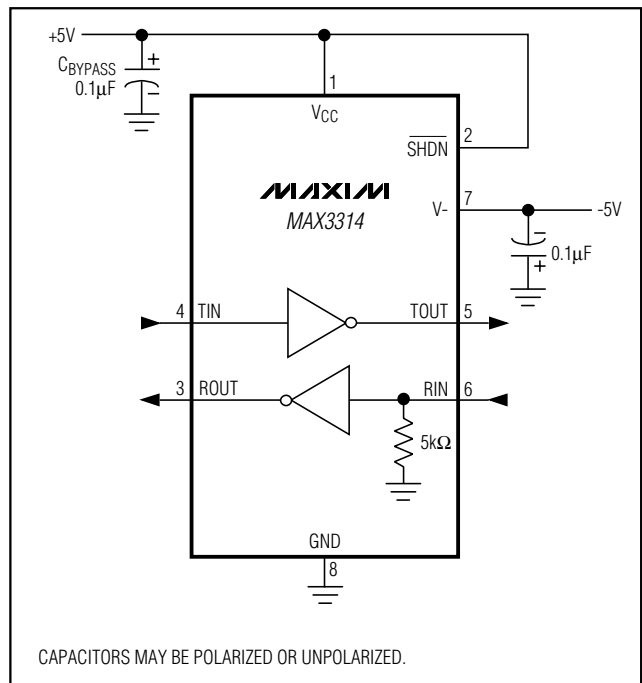 +5V
CBYPASS
0.1μF
+
−
1
VCC
2
SHDN
MAXIM
MAX3314
V-
7
-5V
−
+
0.1μF
4
TIN
TOUT
5
3
ROUT
RIN
6
5kΩ
GND
8
CAPACITORS MAY BE POLARIZED OR UNPOLARIZED.